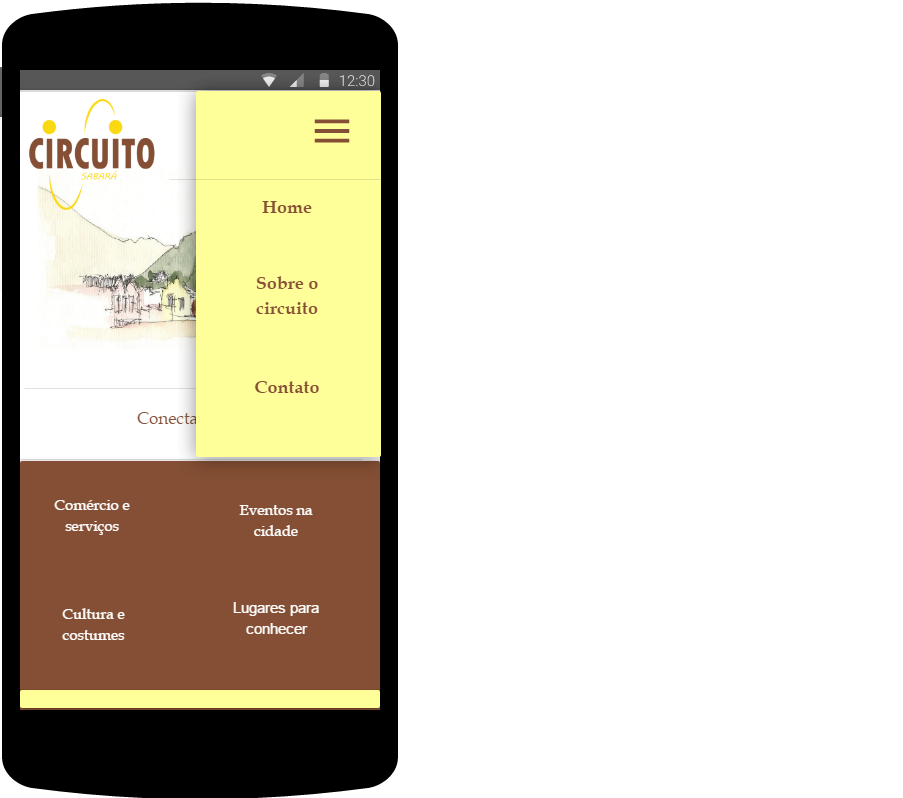 12:30
CIRCUITO
SABARÁ
Home
Sobre o
circuito
Contato
Conecta
Comércio e
serviços
Eventos na
cidade
Cultura e
costumes
Lugares para
conhecer